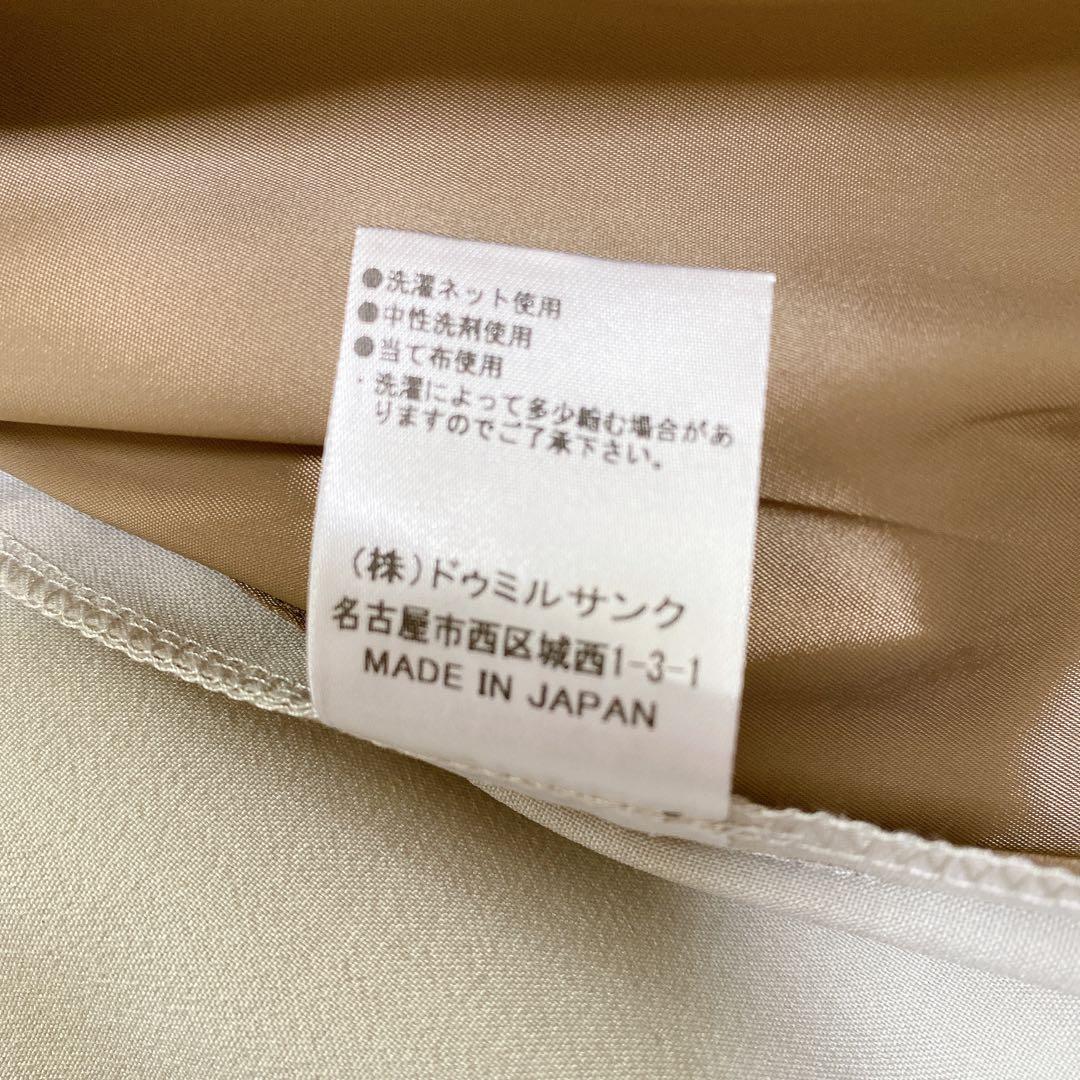 ●洗濯ネット使用
●中性洗剤使用
●当て布使用
・洗濯によって多少縮む場合があ
りますのでご了承下さい。
(株)ドゥミルサンク
名古屋市西区城西1-3-1
MADE IN JAPAN